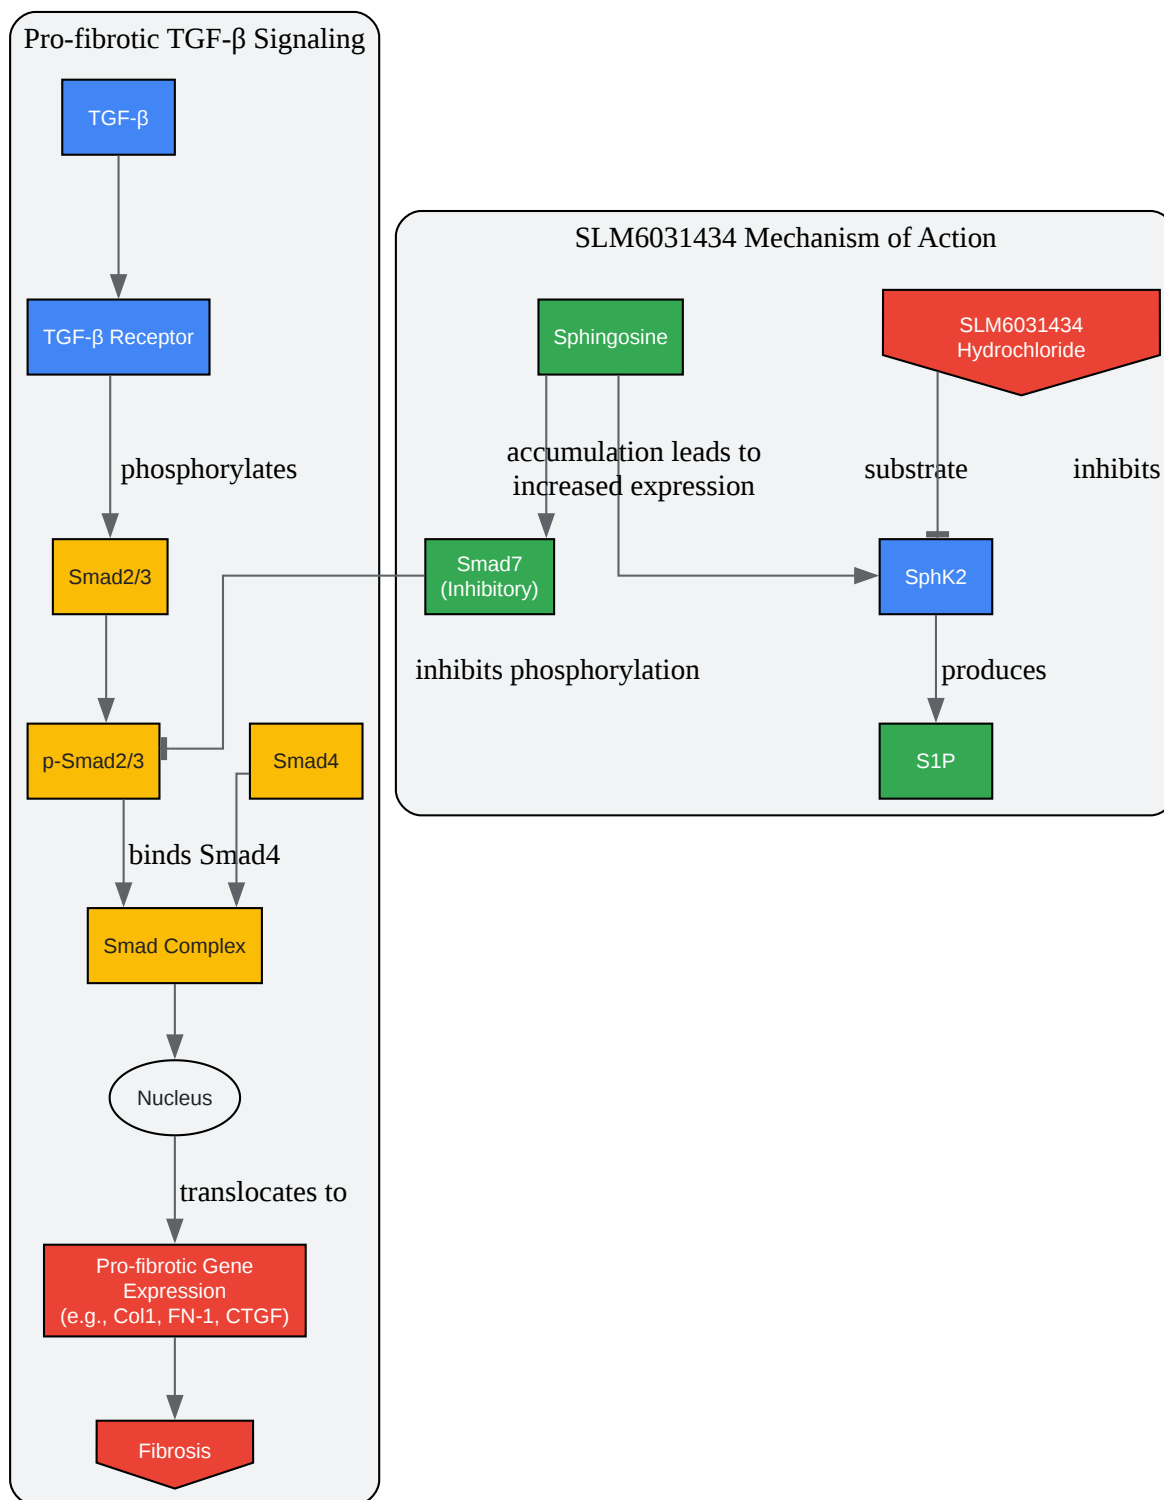 Pro-fibrotic TGF-β Signaling
TGF-β
TGF-β Receptor
phosphorylates
Smad2/3
p-Smad2/3
Smad4
binds Smad4
Smad Complex
Nucleus
translocates to
Pro-fibrotic Gene
Expression
(e.g., Col1, FN-1, CTGF)
Fibrosis
SLM6031434 Mechanism of Action
Sphingosine
SLM6031434
Hydrochloride
accumulation leads to
increased expression
substrate
inhibits
Smad7
(Inhibitory)
SphK2
inhibits phosphorylation
produces
S1P